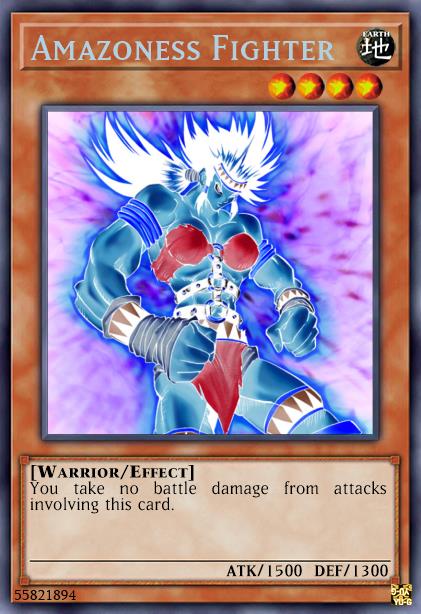 AMAZONESS FIGHTER
EARTH
地
[WARRIOR/EFFECT]
You take no battle damage from attacks
involving this card.
ATK/1500 DEF/1300
55821894